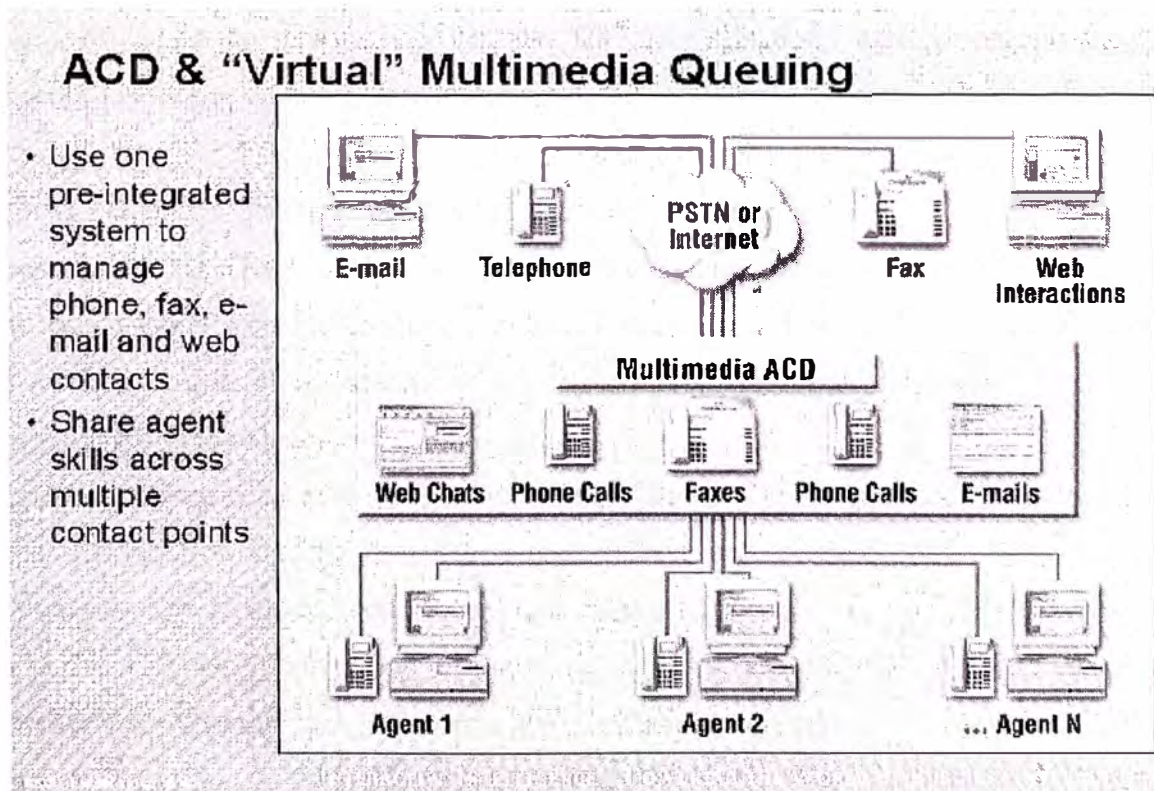 ACD & “Virtual” Multimedia Queuing
• Use one
pre-integrated
system to
manage
phone, fax, e-
mail and web
contacts
• Share agent
skills across
multiple
contact points
E-mail
Telephone
PSTN or
Internet
Fax
Web
Interactions
Multimedia ACD
Web Chats
Phone Calls
Faxes
Phone Calls
E-mails
Agent 1
Agent 2
... Agent N